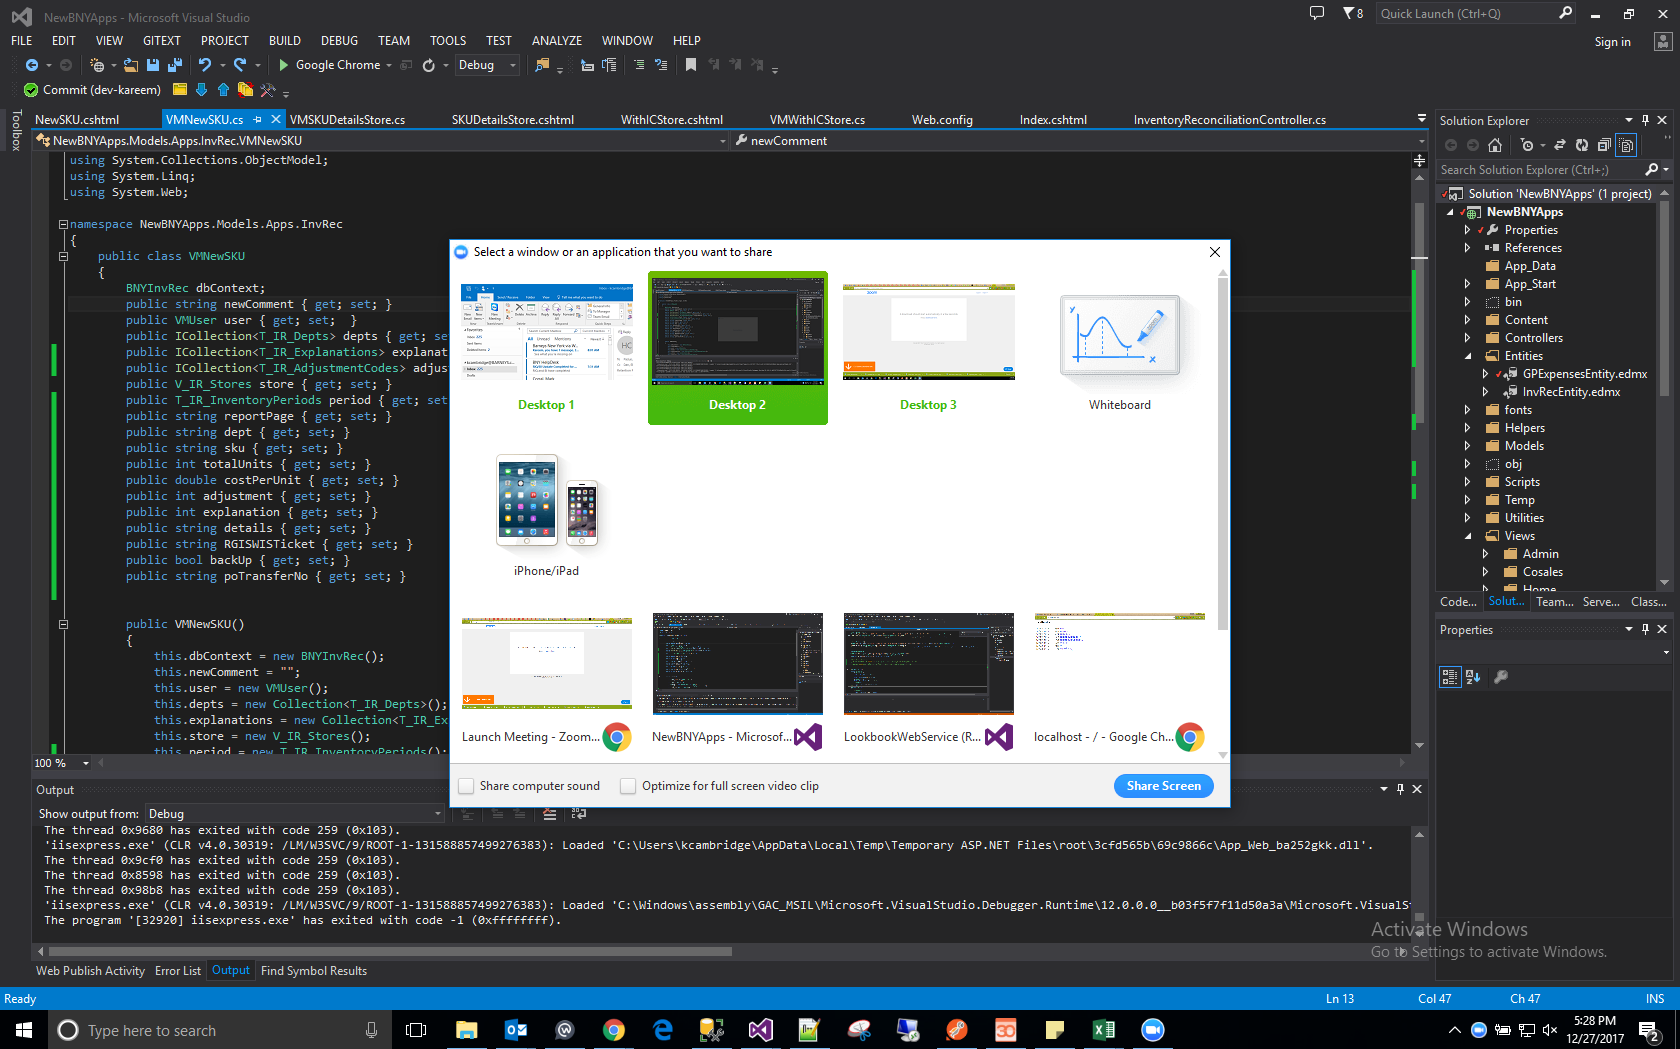 NewBNYApps - Microsoft Visual Studio
8
Quick Launch (Ctrl+Q)
FILE EDIT VIEW GITEXT PROJECT BUILD DEBUG TEAM TOOLS TEST ANALYZE WINDOW HELP
Sign in
Google Chrome
Debug
Commit (dev-kareem)
Toolbox
NewSKU.cshtml VMNewSKU.cs VMSKUDetailsStore.cs SKUDetailsStore.cshtml WithICStore.cshtml VMWithICStore.cs Web.config Index.cshtml InventoryReconciliationController.cs
NewBNYApps.Models.Apps.InvRec.VMNewSKU
newComment
using System.Collections.ObjectModel;
using System.Linq;
using System.Web;
namespace NewBNYApps.Models.Apps.InvRec
{
public class VMNewSKU
{
BNYInvRec dbContext;
public string newComment { get; set; }
public VMUser user { get; set;  }
public ICollection<T_IR_Depts> depts { get; se
public ICollection<T_IR_Explanations> explanat
public ICollection<T_IR_AdjustmentCodes> adjus
public V_IR_Stores store { get; set; }
public T_IR_InventoryPeriods period { get; set
public string reportPage { get; set; }
public string dept { get; set; }
public string sku { get; set; }
public int totalUnits { get; set; }
public double costPerUnit { get; set; }
public int adjustment { get; set; }
public int explanation { get; set; }
public string details { get; set; }
public string RGISWISTicket { get; set; }
public bool backUp { get; set; }
public string poTransferNo { get; set; }
public VMNewSKU()
{
this.dbContext = new BNYInvRec();
this.newComment = "";
this.user = new VMUser();
this.depts = new Collection<T_IR_Depts>();
this.explanations = new Collection<T_IR_Ex
this.store = new V_IR_Stores();
this.period = new T_IR_InventoryPeriods();
100 %
Select a window or an application that you want to share
Desktop 1
Desktop 2
Desktop 3
Whiteboard
iPhone/iPad
Launch Meeting - Zoom...
NewBNYApps - Microsof...
LookbookWebService (R...
localhost - / - Google Ch...
Share computer sound
Optimize for full screen video clip
Share Screen
Solution Explorer
Search Solution Explorer (Ctrl+;)
Solution 'NewBNYApps' (1 project)
NewBNYApps
Properties
References
App_Data
App_Start
bin
Content
Controllers
Entities
GPExpensesEntity.edmx
InvRecEntity.edmx
fonts
Helpers
Models
obj
Scripts
Temp
Utilities
Views
Admin
Cosales
Home
Code... Solut... Team... Serve... Class...
Properties
Output
Show output from: Debug
The thread 0x9680 has exited with code 259 (0x103).
'iisexpress.exe' (CLR v4.0.30319: /LM/W3SVC/9/ROOT-1-131588857499276383): Loaded 'C:\Users\kcambridge\AppData\Local\Temp\Temporary ASP.NET Files\root\3cfd565b\69c9866c\App_Web_ba252gkk.dll'.
The thread 0x9cf0 has exited with code 259 (0x103).
The thread 0x8598 has exited with code 259 (0x103).
The thread 0x98b8 has exited with code 259 (0x103).
'iisexpress.exe' (CLR v4.0.30319: /LM/W3SVC/9/ROOT-1-131588857499276383): Loaded 'C:\Windows\assembly\GAC_MSIL\Microsoft.VisualStudio.Debugger.Runtime\12.0.0.0__b03f5f7f11d50a3a\Microsoft.VisualSt
The program '[32920] iisexpress.exe' has exited with code -1 (0xffffffff).
Activate Windows
Go to Settings to activate Windows.
Web Publish Activity Error List Output Find Symbol Results
Ready
Ln 13
Col 47
Ch 47
INS
Type here to search
30
5:28 PM
12/27/2017
2